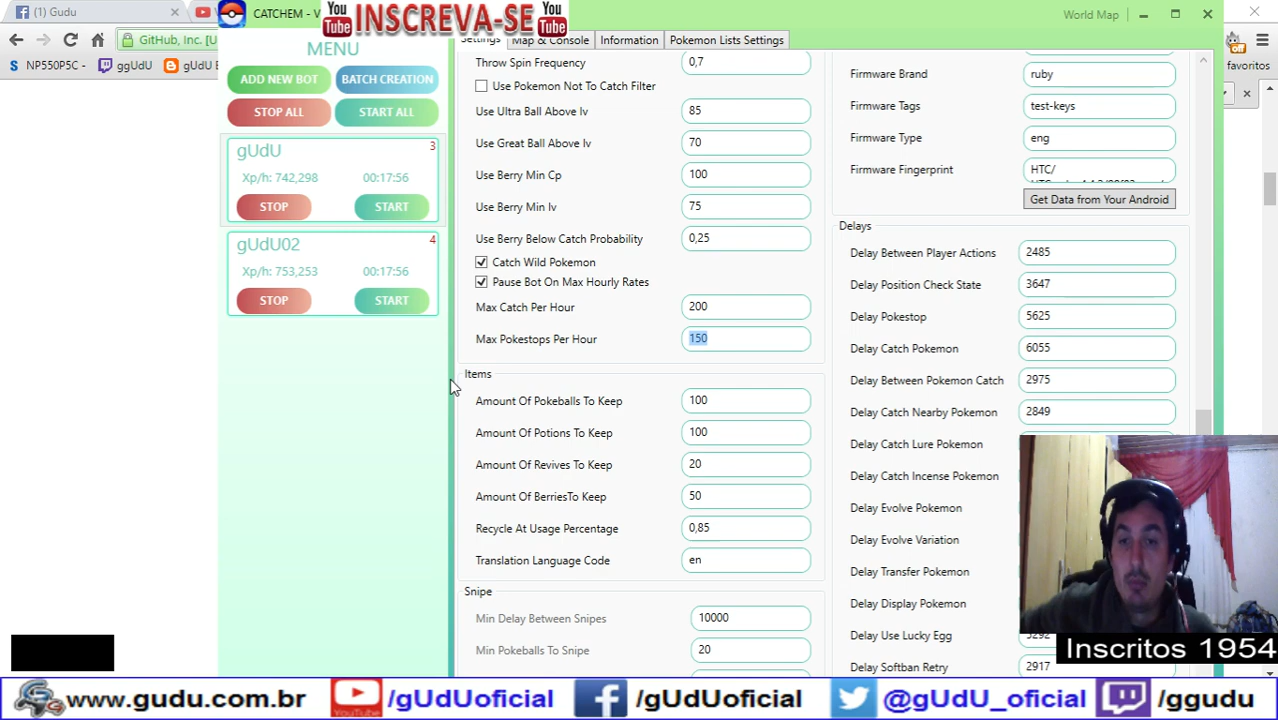 (f) Gudu
CATCHEM - V
You Tube INSCREVA-SE You Tube
World Map
GitHub, Inc. [U
Settings
Map & Console
Information
Pokemon Lists Settings
off
S NP550P5C -
ggUdU
gUdU E
favoritos
MENU
ADD NEW BOT
BATCH CREATION
STOP ALL
START ALL
gUdU
3
Xp/h: 742,298
00:17:56
STOP
START
gUdU02
4
Xp/h: 753,253
00:17:56
STOP
START
Throw Spin Frequency 0,7
Use Pokemon Not To Catch Filter
Use Ultra Ball Above Iv 85
Use Great Ball Above Iv 70
Use Berry Min Cp 100
Use Berry Min Iv 75
Use Berry Below Catch Probability 0,25
Catch Wild Pokemon
Pause Bot On Max Hourly Rates
Max Catch Per Hour 200
Max Pokestops Per Hour 150
Items
Amount Of Pokeballs To Keep 100
Amount Of Potions To Keep 100
Amount Of Revives To Keep 20
Amount Of BerriesTo Keep 50
Recycle At Usage Percentage 0,85
Translation Language Code en
Snipe
Min Delay Between Snipes 10000
Min Pokeballs To Snipe 20
Firmware Brand ruby
Firmware Tags test-keys
Firmware Type eng
Firmware Fingerprint HTC/
Get Data from Your Android
Delays
Delay Between Player Actions 2485
Delay Position Check State 3647
Delay Pokestop 5625
Delay Catch Pokemon 6055
Delay Between Pokemon Catch 2975
Delay Catch Nearby Pokemon 2849
Delay Catch Lure Pokemon
Delay Catch Incense Pokemon
Delay Evolve Pokemon
Delay Evolve Variation
Delay Transfer Pokemon
Delay Display Pokemon
Delay Use Lucky Egg
Delay Softban Retry 2917
Inscritos 1954
www.gudu.com.br
YouTube
/gUdUoficial
/gUduoficial
@gUdU_oficial
/ggudu